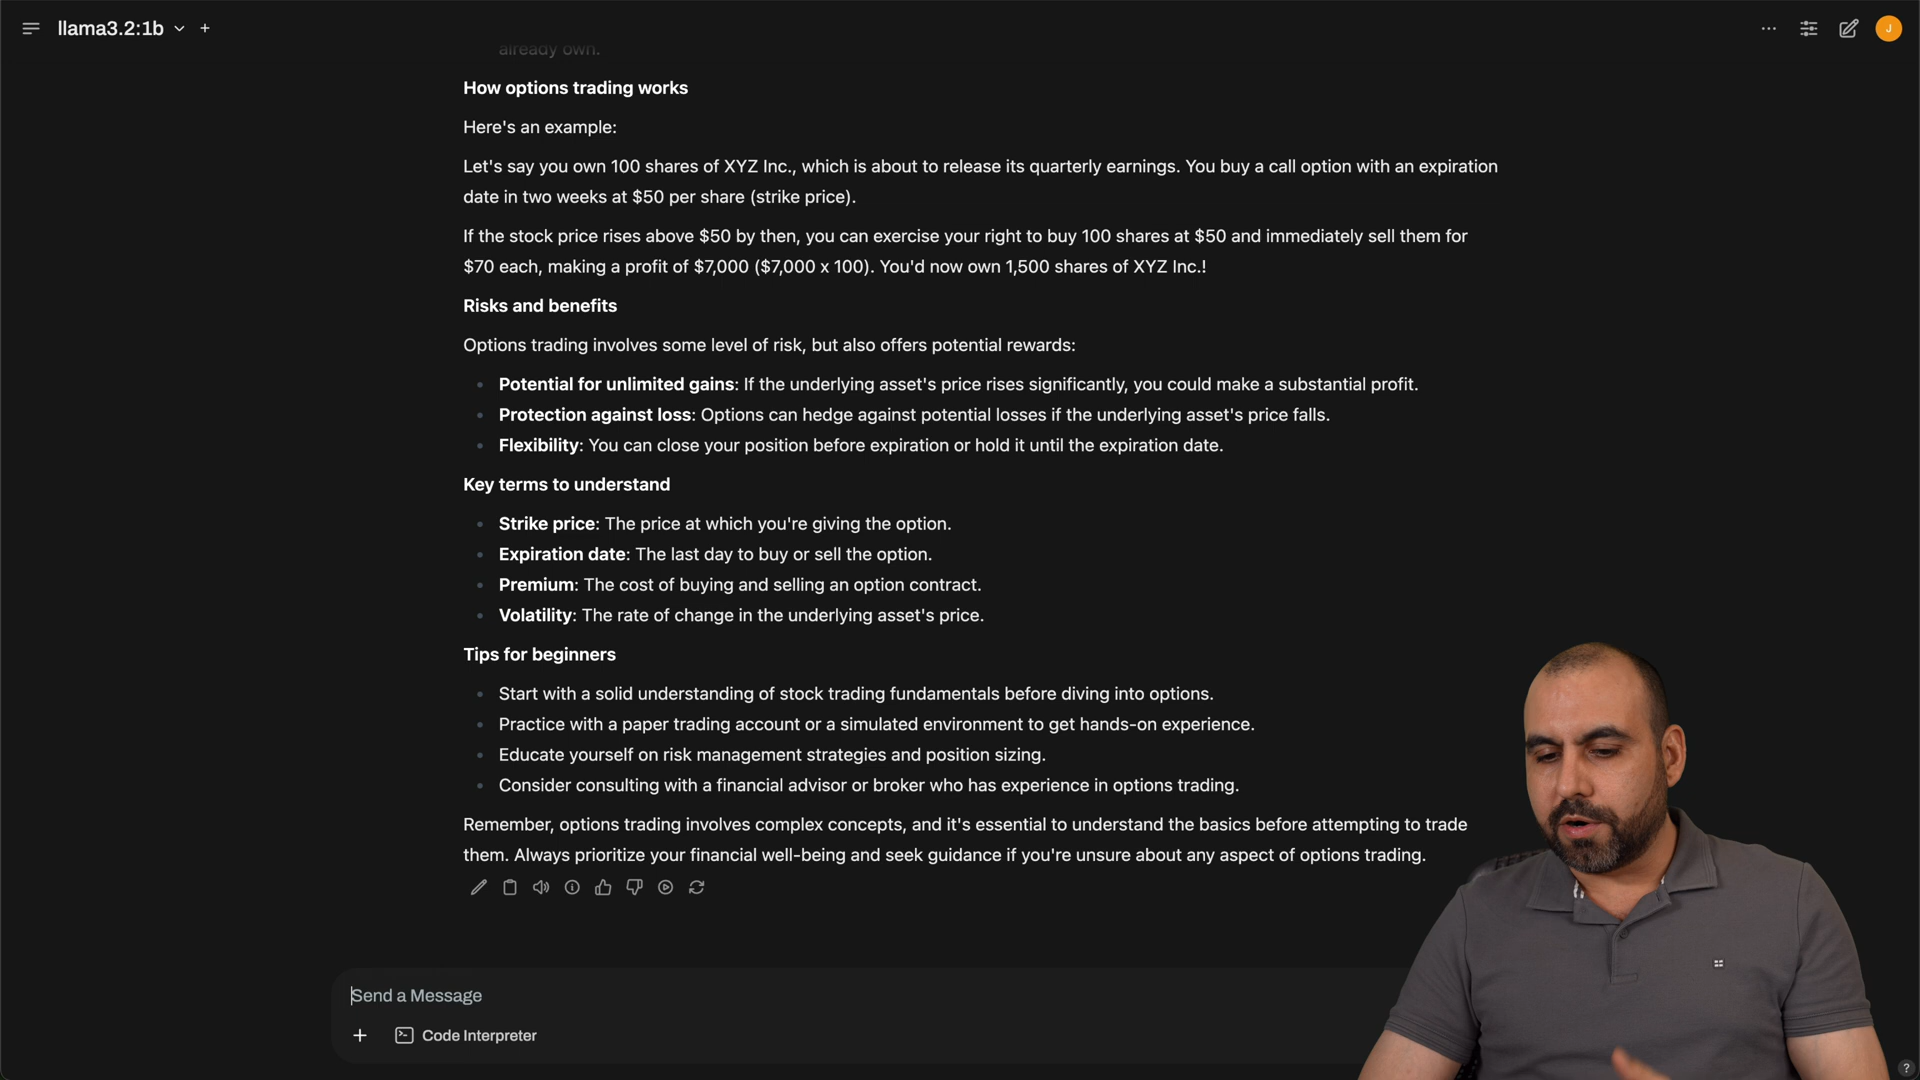 llama3.2:1b
already own.
How options trading works
Here's an example:
Let's say you own 100 shares of XYZ Inc., which is about to release its quarterly earnings. You buy a call option with an expiration
date in two weeks at $50 per share (strike price).
If the stock price rises above $50 by then, you can exercise your right to buy 100 shares at $50 and immediately sell them for
$70 each, making a profit of $7,000 ($7,000 x 100). You'd now own 1,500 shares of XYZ Inc.!
Risks and benefits
Options trading involves some level of risk, but also offers potential rewards:
Potential for unlimited gains: If the underlying asset's price rises significantly, you could make a substantial profit.
Protection against loss: Options can hedge against potential losses if the underlying asset's price falls.
Flexibility: You can close your position before expiration or hold it until the expiration date.
Key terms to understand
Strike price: The price at which you're giving the option.
Expiration date: The last day to buy or sell the option.
Premium: The cost of buying and selling an option contract.
Volatility: The rate of change in the underlying asset's price.
Tips for beginners
Start with a solid understanding of stock trading fundamentals before diving into options.
Practice with a paper trading account or a simulated environment to get hands-on experience.
Educate yourself on risk management strategies and position sizing.
Consider consulting with a financial advisor or broker who has experience in options trading.
Remember, options trading involves complex concepts, and it's essential to understand the basics before attempting to trade
them. Always prioritize your financial well-being and seek guidance if you're unsure about any aspect of options trading.
Send a Message
Code Interpreter
J
?